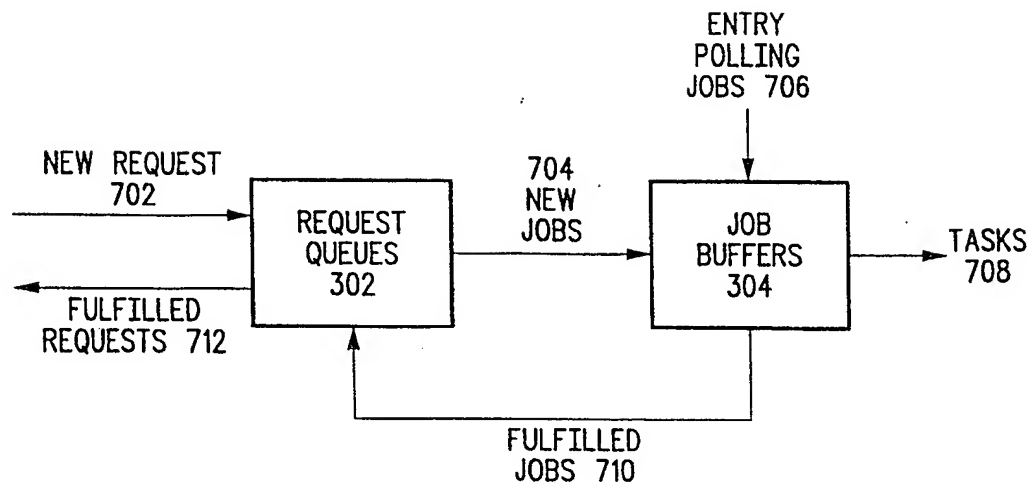 ENTRY
POLLING
JOBS 706
NEW REQUEST
702
704
NEW
JOBS
REQUEST
QUEUES
302
JOB
BUFFERS
304
TASKS
708
FULFILLED
REQUESTS 712
FULFILLED
JOBS 710